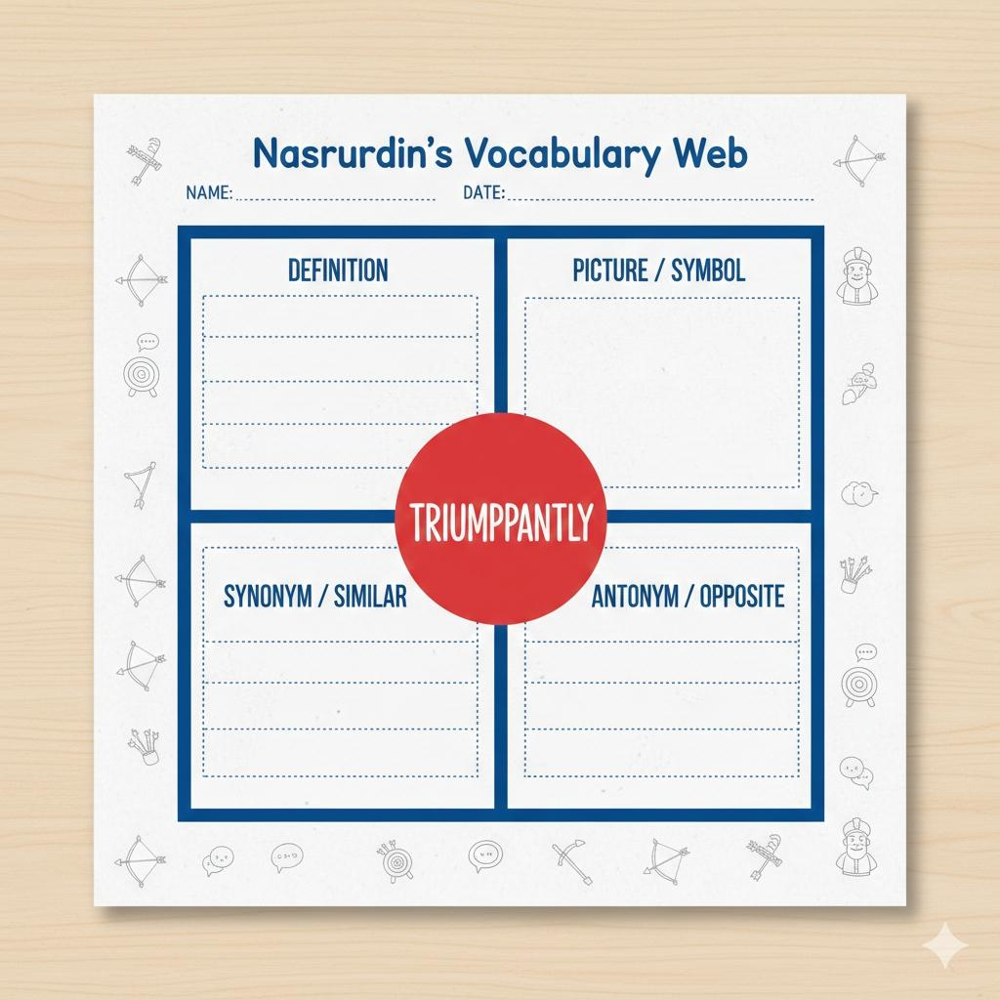 Nasrurdin's Vocabulary Web
NAME: DATE:
DEFINITION
PICTURE / SYMBOL
TRIUMPPANTLY
SYNONYM / SIMILAR
ANTONYM / OPPOSITE